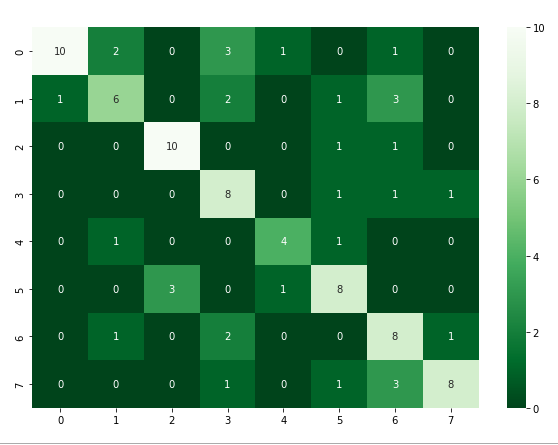 0 10 2 0 3 1 0 1 0
1 1 6 0 2 0 1 3 0
2 0 0 10 0 0 1 1 0
3 0 0 0 8 0 1 1 1
4 0 1 0 0 4 1 0 0
5 0 0 3 0 1 8 0 0
6 0 1 0 2 0 0 8 1
7 0 0 0 1 0 1 3 8
0 1 2 3 4 5 6 7
10
8
6
4
2
0